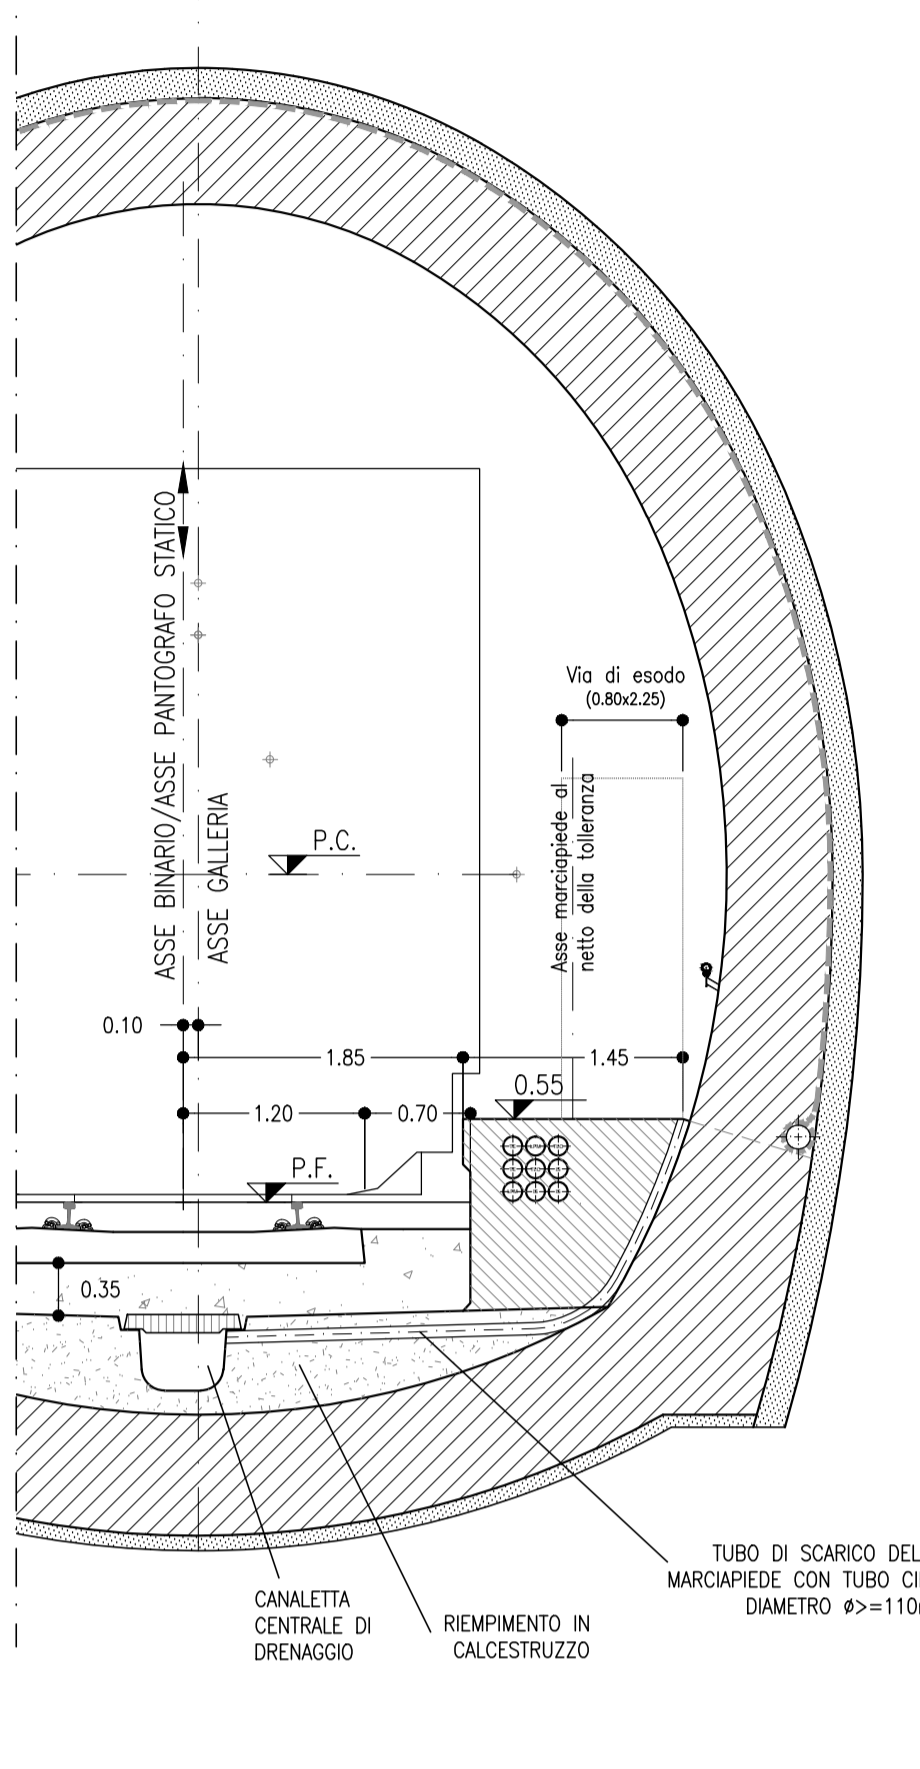 ASSE BINARIO/ASSE PANTOGRAFO STATICO
ASSE GALLERIA
Via di esodo
(0.80x2.25)
Asse marciapiede al
netto della tolleranza
P.C.
0.10
1.85
1.45
0.55
1.20
0.70
P.F.
0.35
TUBO DI SCARICO DEL
MARCIAPIEDE CON TUBO
DIAMETRO ø>=110
CANALETTA
CENTRALE DI
DRENAGGIO
RIEMPIMENTO IN
CALCESTRUZZO